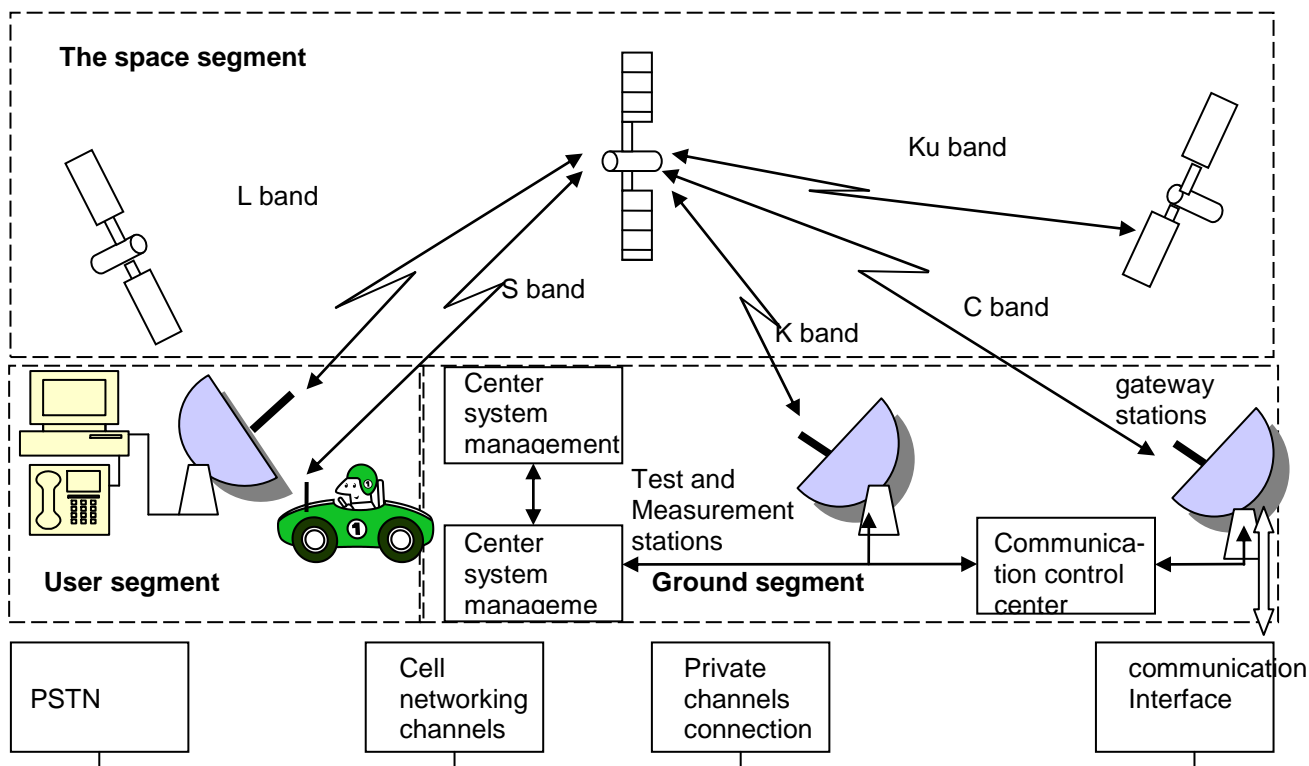 The space segment
Ku band
L band
S band
C band
K band
Center
system
management
gateway
stations
Test and
Measurement
stations
1
1
Center
system
manageme
Communica-
tion control
center
User segment
Ground segment
PSTN
Cell
networking
channels
Private
channels
connection
communication
Interface